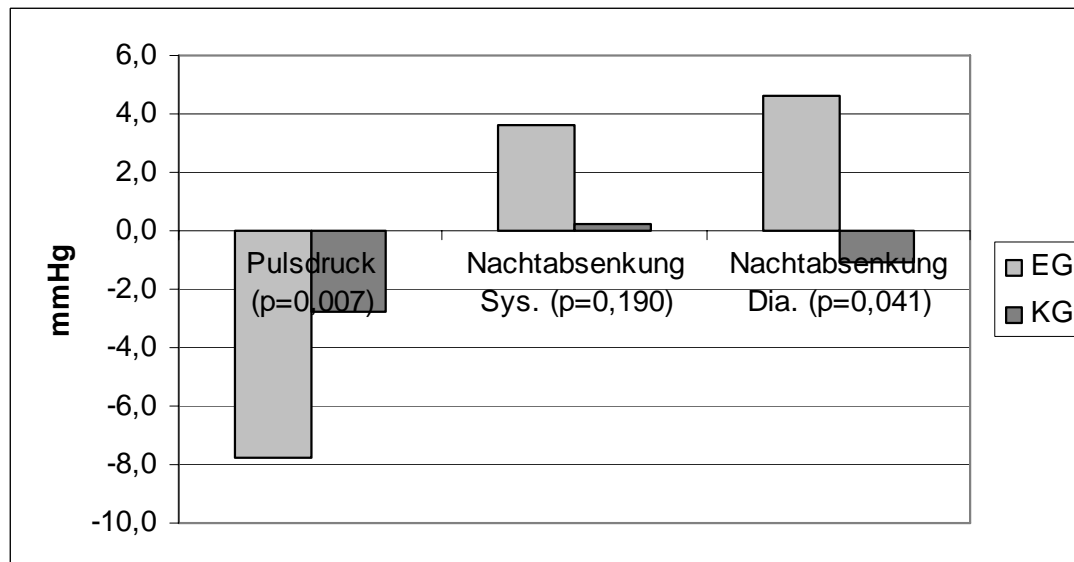 6,0
4,0
2,0
0,0
-2,0
-4,0
-6,0
-8,0
-10,0
mmHg
Pulsdruck
(p=0,007)
Nachtabsenkung
Sys. (p=0,190)
Nachtabsenkung
Dia. (p=0,041)
EG
KG